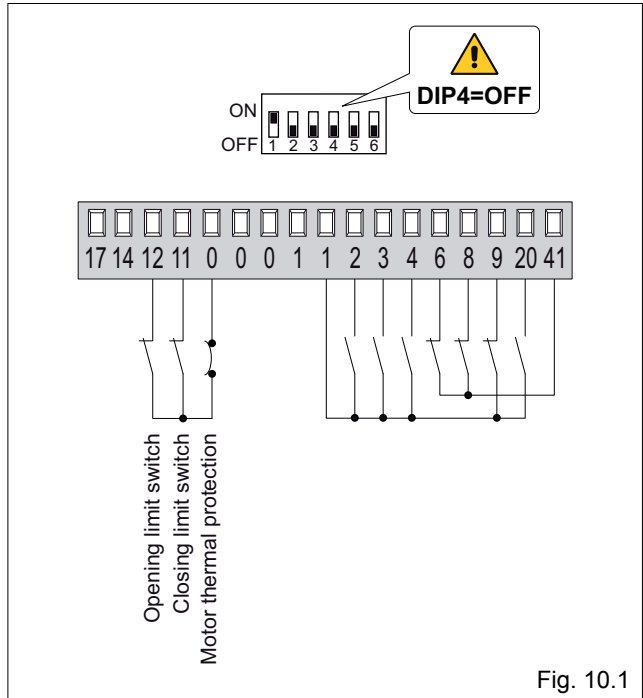 DIP4=OFF
ON
OFF
1 2 3 4 5 6
17 14 12 11 0 0 0 1 1 2 3 4 6 8 9 20 41
Opening limit switch
Closing limit switch
Motor thermal protection
Fig. 10.1